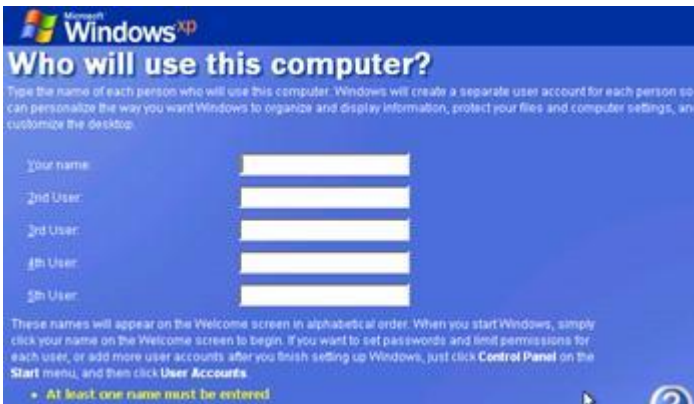 Microsoft
Windows xp
Who will use this computer?
Type the name of each person who will use this computer. Windows will create a separate user account for each person so
can personalize the way you want Windows to organize and display information, protect your files and computer settings, an
customize the desktop.
Your name:
2nd User:
3rd User:
4th User:
5th User:
These names will appear on the Welcome screen in alphabetical order. When you start Windows, simply
click your name on the Welcome screen to begin. If you want to set passwords and limit permissions for
each user, or add more user accounts after you finish setting up Windows, just click Control Panel on the
Start menu, and then click User Accounts.
• At least one name must be entered
?